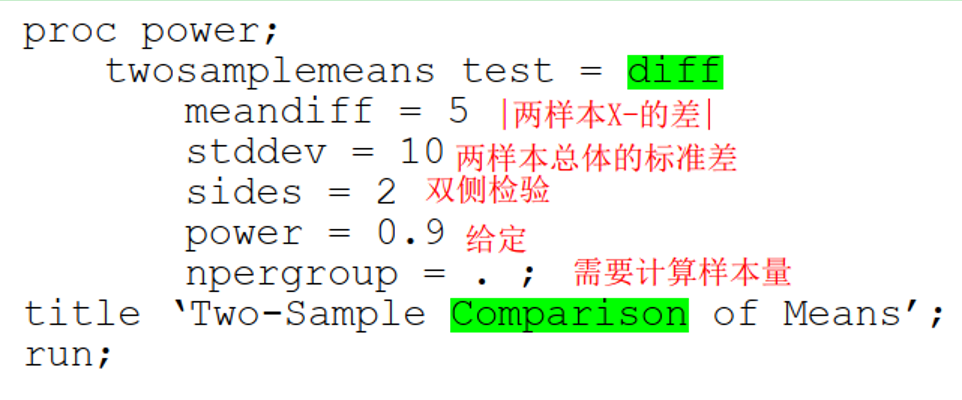 proc power;
twosamplemeans test = diff
meandiff = 5 |两样本X-的差|
stddev = 10 两样本总体的标准差
sides = 2 双侧检验
power = 0.9 给定
npergroup = . ; 需要计算样本量
title ‘Two-Sample Comparison of Means’;
run;